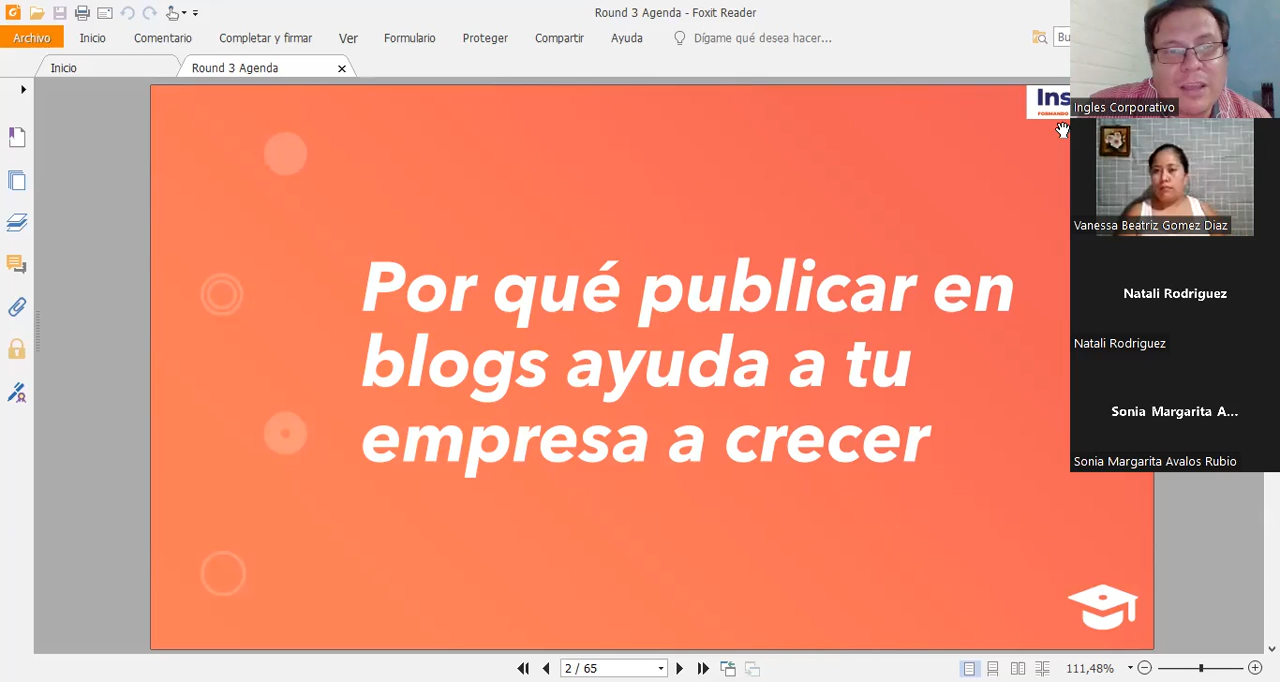 Round 3 Agenda - Foxit Reader
Archivo
Inicio
Comentario
Completar y firmar
Ver
Formulario
Proteger
Compartir
Ayuda
Dígame qué desea hacer...
Bu
Inicio
Round 3 Agenda
Ins
FORMANDO
Por qué publicar en
blogs ayuda a tu
empresa a crecer
Ingles Corporativo
Vanessa Beatriz Gomez Diaz
Natali Rodriguez
Natali Rodriguez
Sonia Margarita A...
Sonia Margarita Avalos Rubio
2 / 65
111,48%